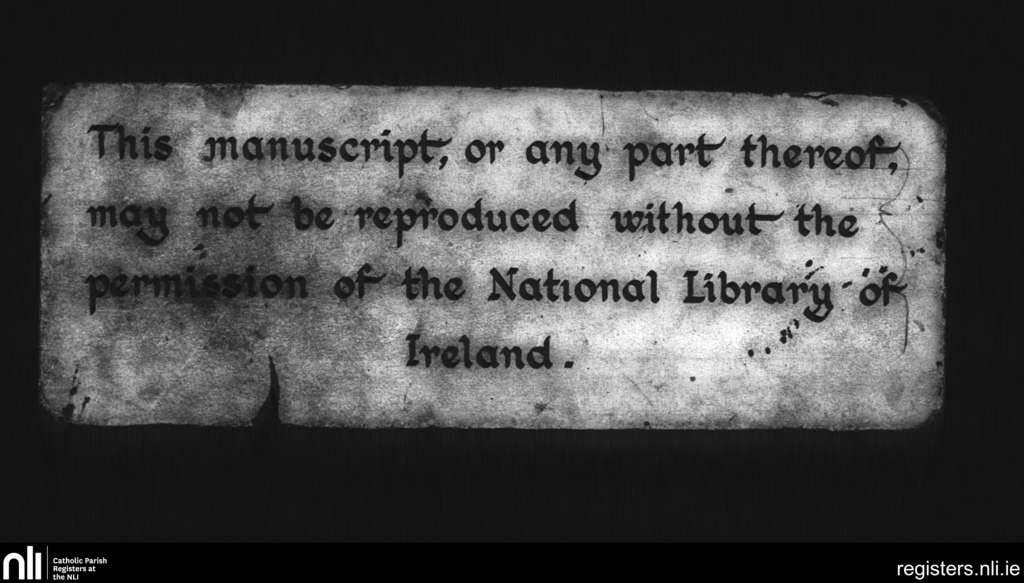 This manuscript, or any part thereof,
may not be reproduced without the
permission of the National Library of
Ireland.
nli
Catholic Parish
Registers at
the NLI
registers.nli.ie